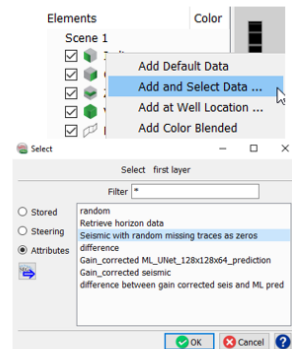 Elements Color
Scene 1
Add Default Data
Add and Select Data ...
Add at Well Location ...
Add Color Blended
Select
Select first layer
Filter *
Stored
Steering
Attributes
random
Retrieve horizon data
Seismic with random missing traces as zeros
difference
Gain_corrected ML_UNet_128x128x64_prediction
Gain_corrected seismic
difference between gain corrected seis and ML pred
OK Cancel ?